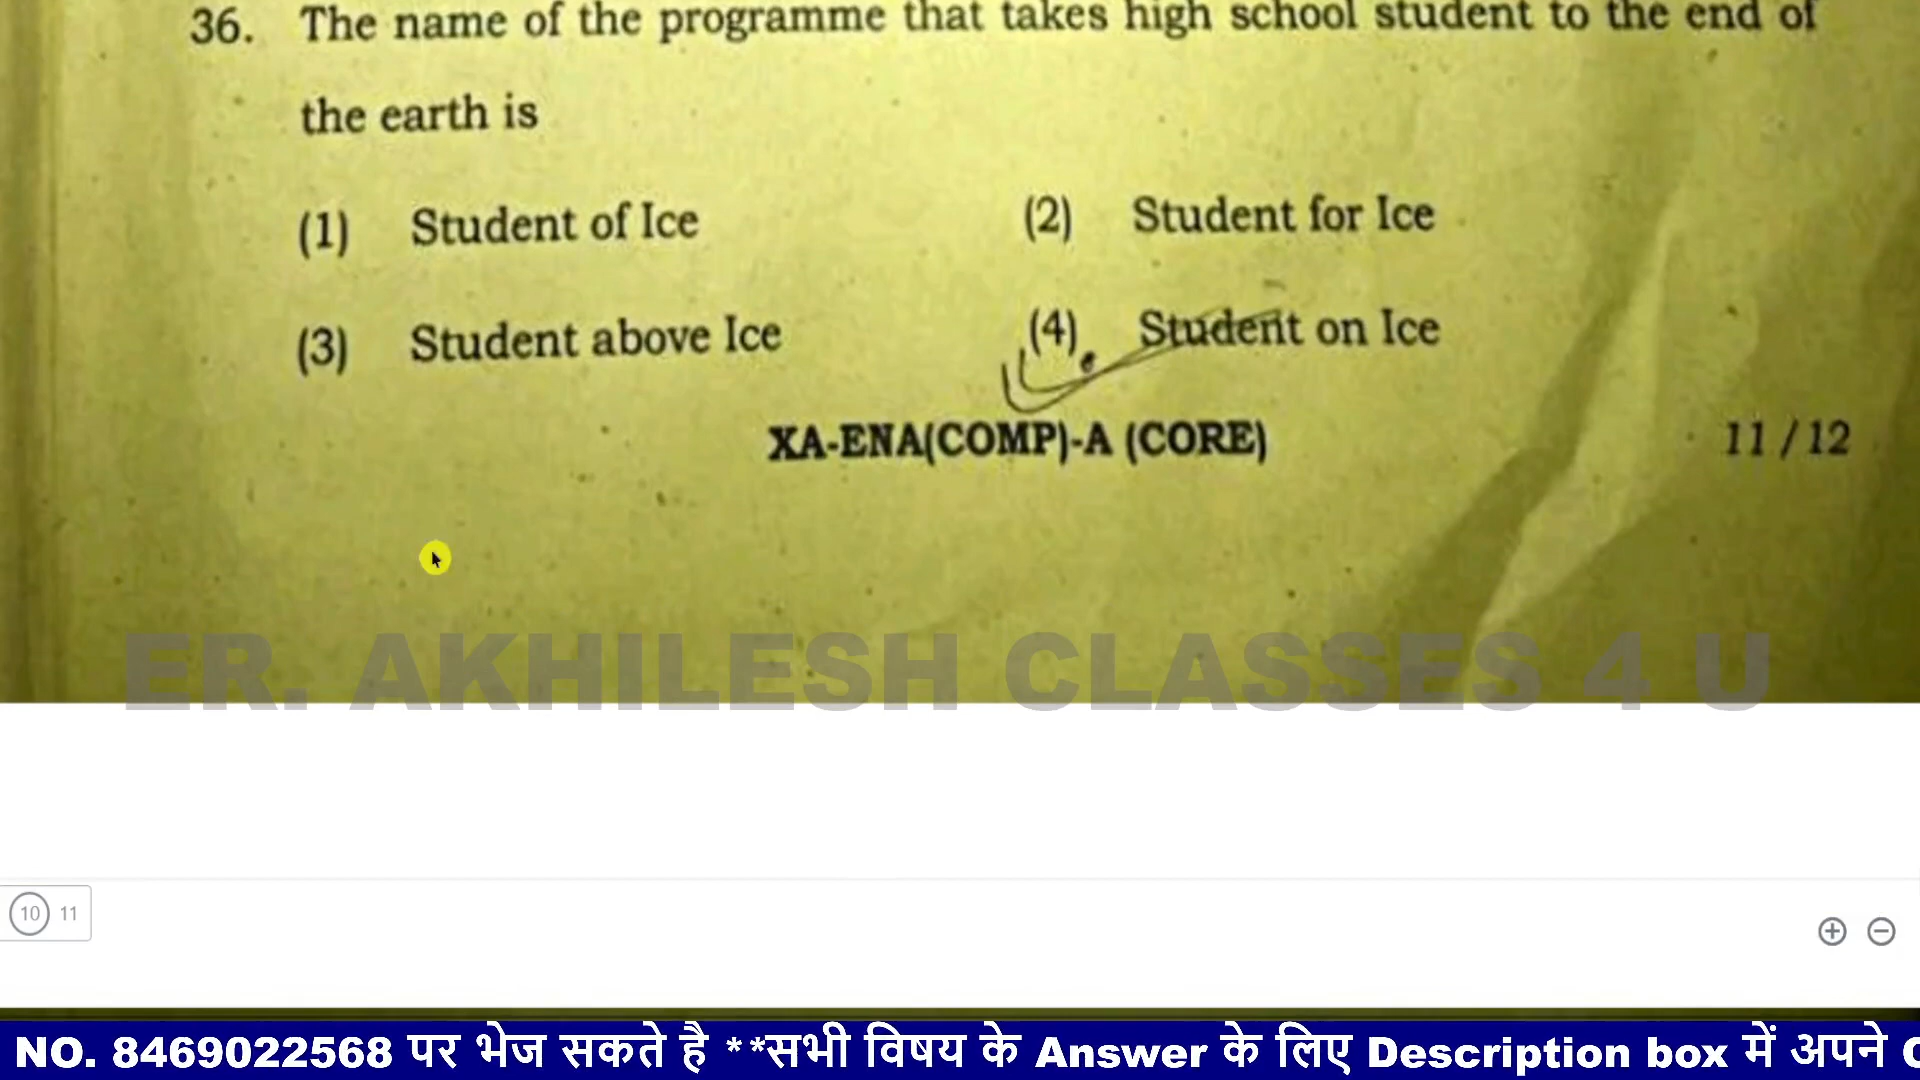 36. The name of the programme that takes high school student to the end of
the earth is
(1) Student of Ice (2) Student for Ice
(3) Student above Ice (4) Student on Ice
XA-ENA(COMP)-A (CORE) 11 / 12
ER. AKHILESH CLASSES 4 U
10 11
NO. 8469022568 पर भेज सकते है **सभी विषय के Answer के लिए Description box में अपने